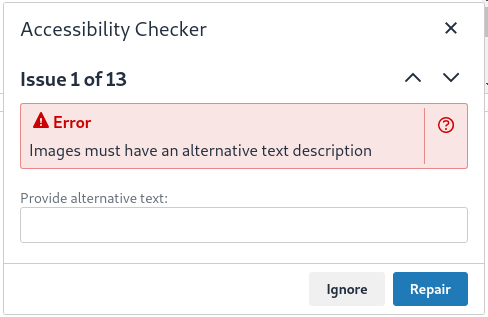 Accessibility Checker
Issue 1 of 13
Error
Images must have an alternative text description
Provide alternative text:
Ignore
Repair